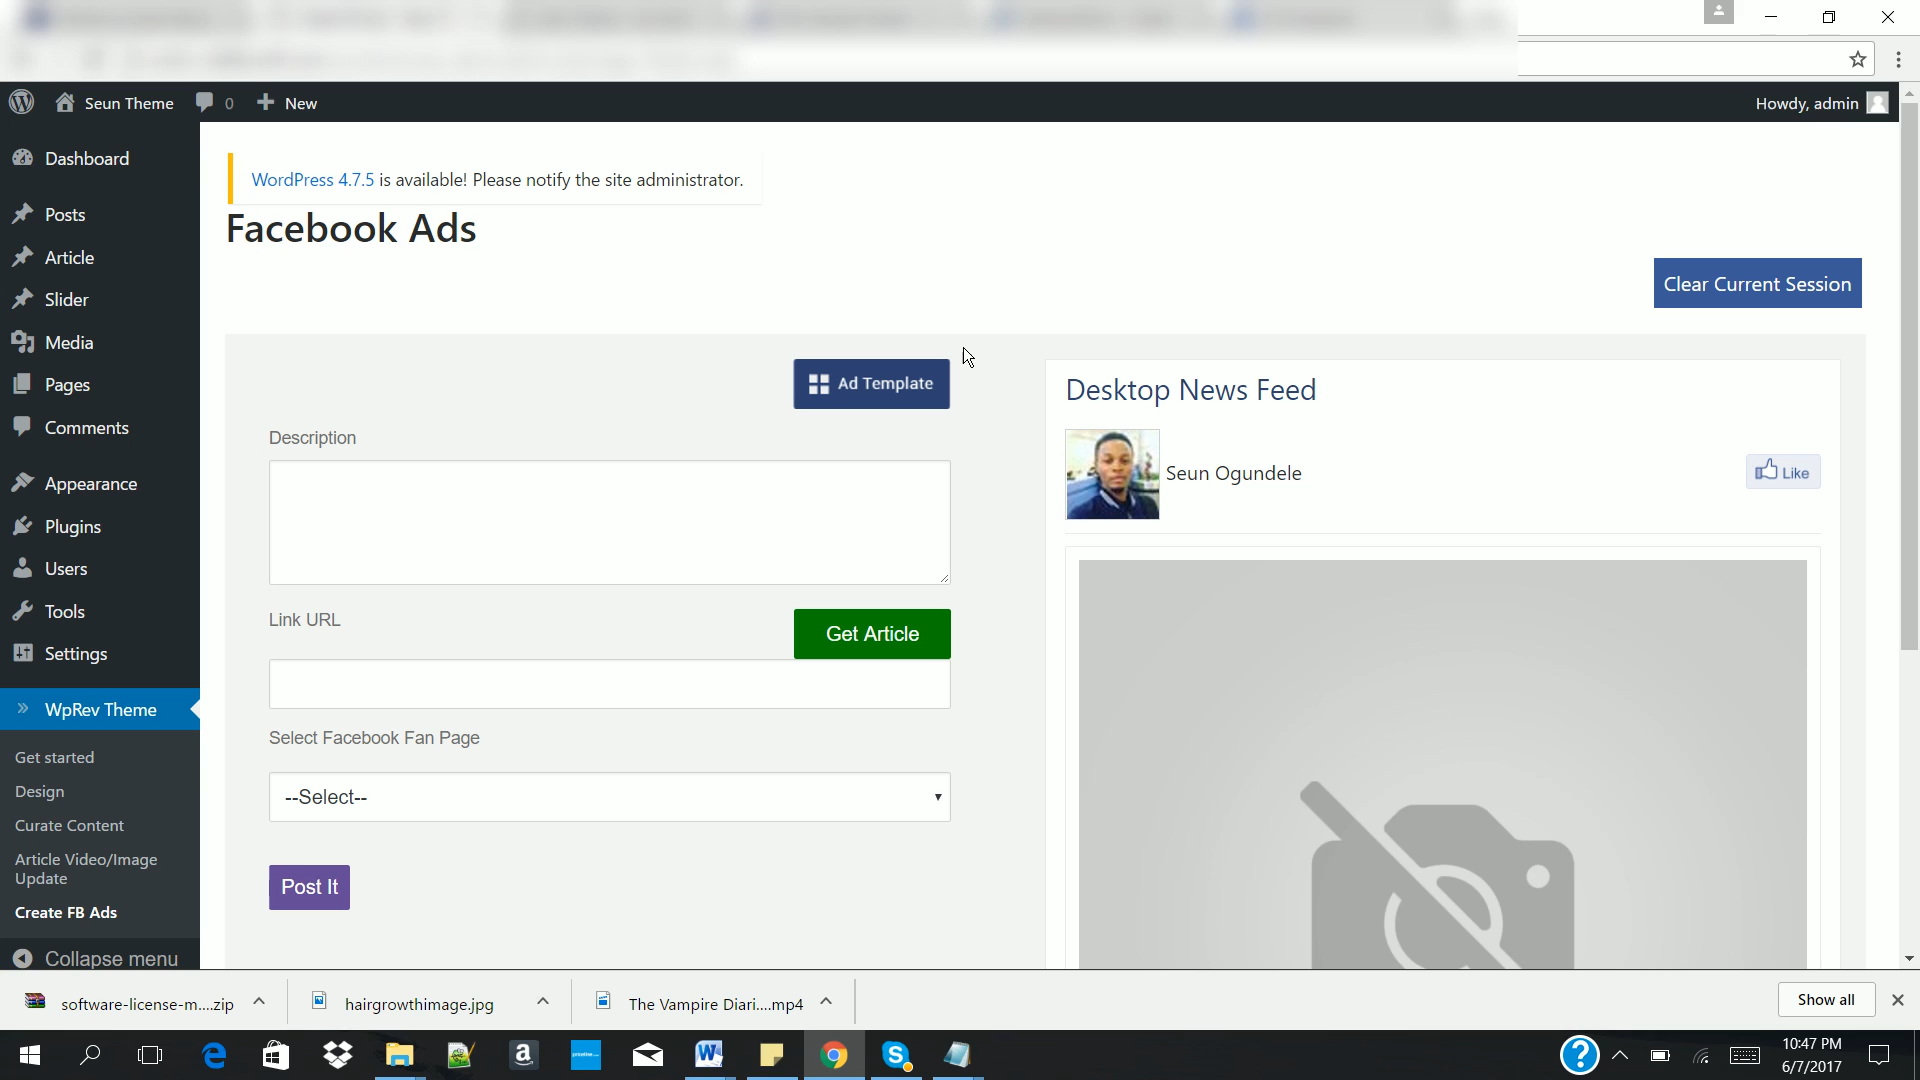 Seun Theme
0
New
Howdy, admin
Dashboard
Posts
Article
Slider
Media
Pages
Comments
Appearance
Plugins
Users
Tools
Settings
WpRev Theme
Get started
Design
Curate Content
Article Video/Image
Update
Create FB Ads
Collapse menu
WordPress 4.7.5 is available! Please notify the site administrator.
Facebook Ads
Clear Current Session
Ad Template
Description
Link URL
Get Article
Select Facebook Fan Page
--Select--
Post It
Desktop News Feed
Seun Ogundele
Like
software-license-m....zip
hairgrowthimage.jpg
The Vampire Diari....mp4
Show all
10:47 PM
6/7/2017